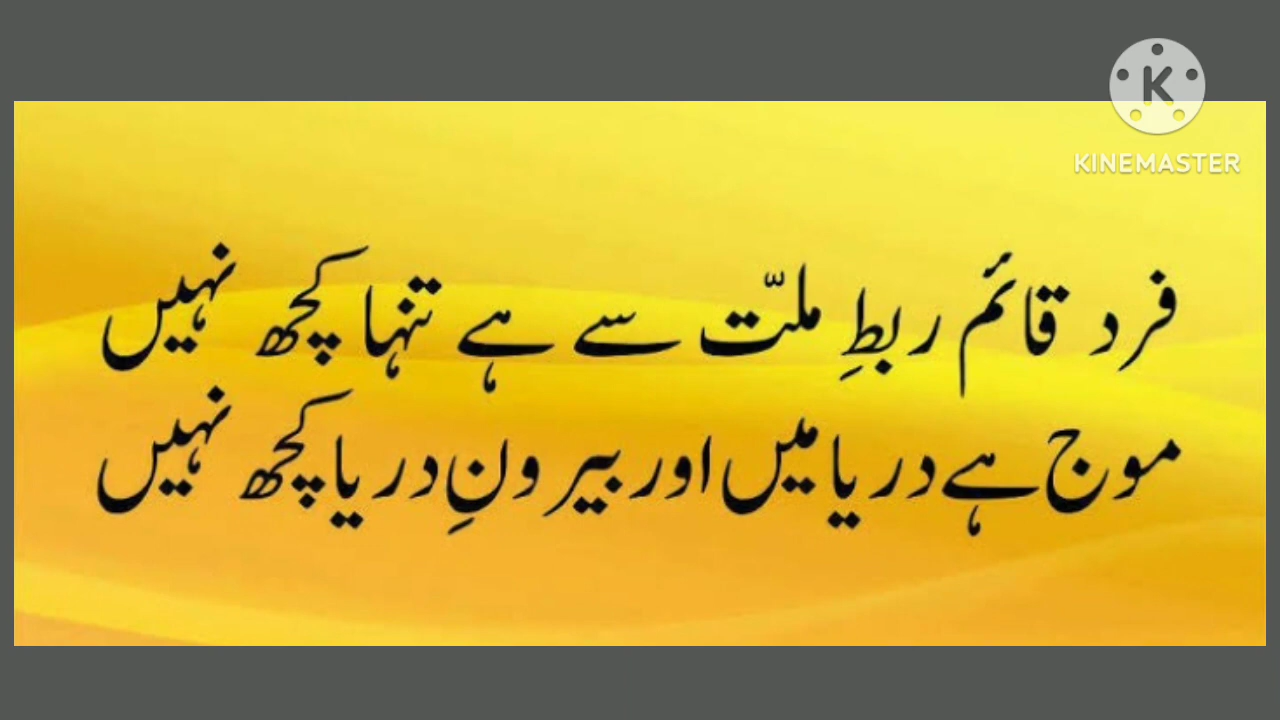 KINEMASTER
فرد قائم ربطِ ملّت سے ہے تنہا کچھ نہیں
موج ہے دریا میں اور بیرونِ دریا کچھ نہیں